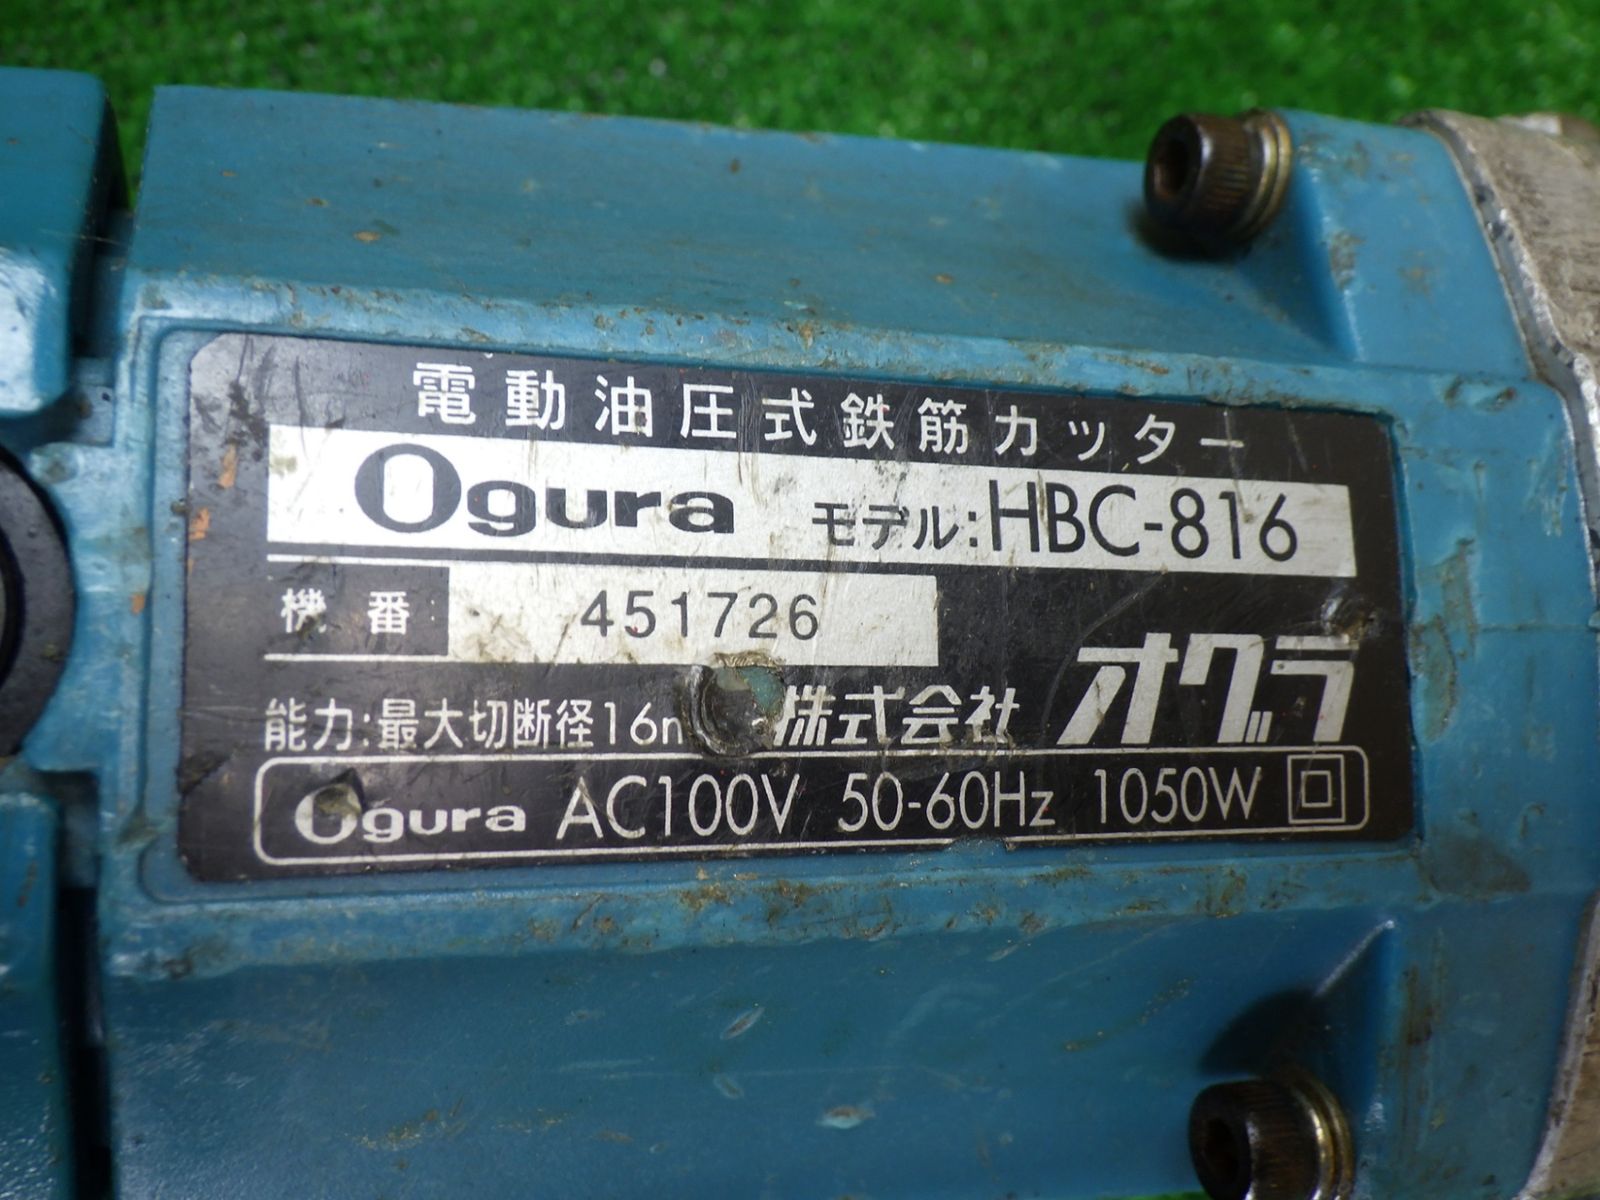 電動油圧式鉄筋カッター
Ogura モデル:HBC-816
機番 451726
能力:最大切断径16m
株式会社 オグラ
Ogura AC100V 50-60Hz 1050W